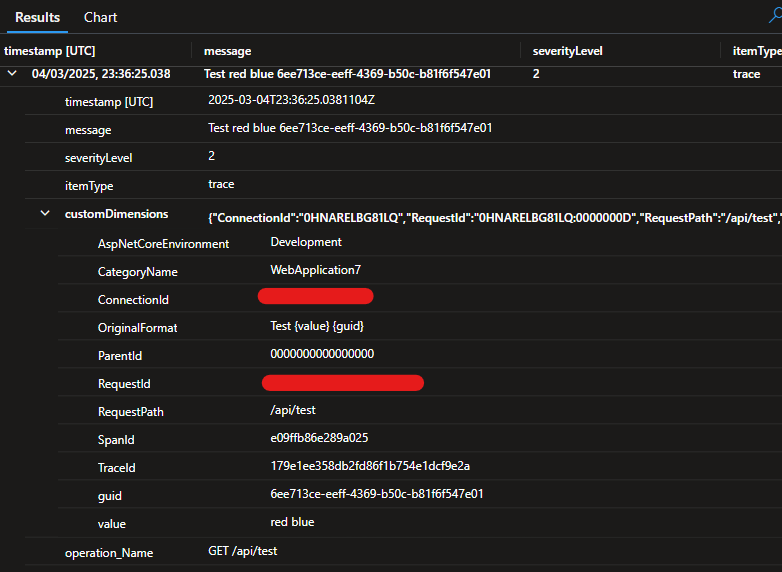 Results Chart
timestamp [UTC] message severityLevel itemType
04/03/2025, 23:36:25.038 Test red blue 6ee713ce-eeff-4369-b50c-b81f6f547e01 2 trace
timestamp [UTC] 2025-03-04T23:36:25.0381104Z
message Test red blue 6ee713ce-eeff-4369-b50c-b81f6f547e01
severityLevel 2
itemType trace
customDimensions {"ConnectionId":"0HNARELBG81LQ","RequestId":"0HNARELBG81LQ:0000000D","RequestPath":"/api/test","
AspNetCoreEnvironment Development
CategoryName WebApplication7
ConnectionId
OriginalFormat Test {value} {guid}
ParentId 0000000000000000
RequestId
RequestPath /api/test
SpanId e09ffb86e289a025
TraceId 179e1ee358db2fd86f1b754e1dcf9e2a
guid 6ee713ce-eeff-4369-b50c-b81f6f547e01
value red blue
operation_Name GET /api/test